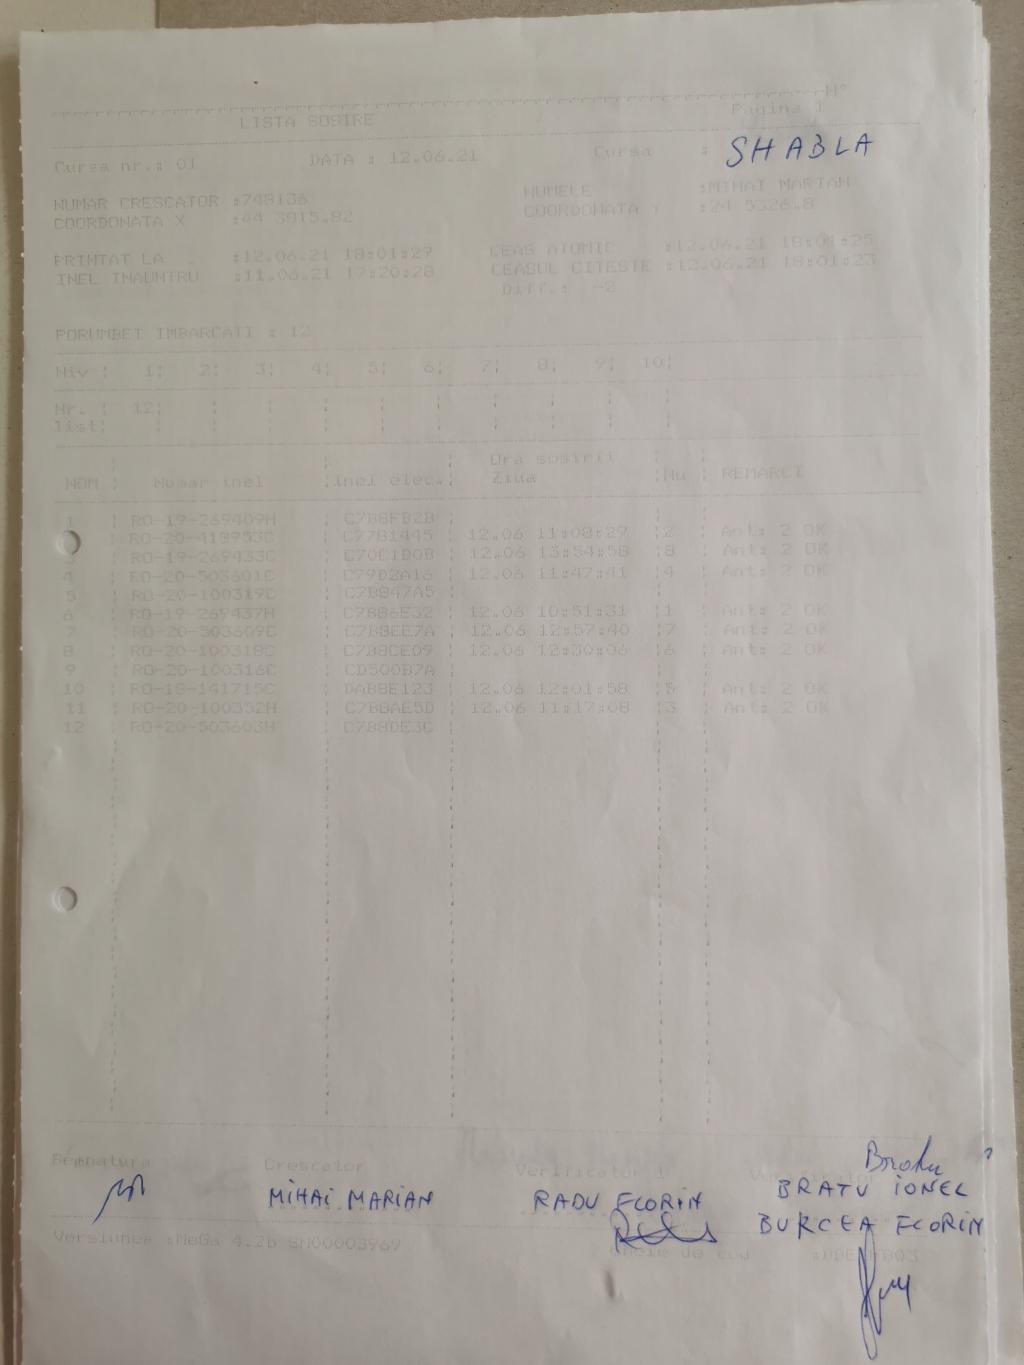 Nº
Pagina 1
LISTA SOSIRE
Cursa nr.: 01 DATA : 12.06.21 Cursa : SHABLA
NUMAR CRESCATOR :748136 NUMELE :MIHAI MARIAN
COORDONATA X :44 3815.82 COORDONATA Y :24 5326.8
PRINTAT LA :12.06.21 18:01:27 CEAS ATOMIC :12.06.21 18:01:25
INEL INAUNTRU :11.06.21 17:20:28 CEASUL CITESTE :12.06.21 18:01:23
Diff.: -2
PORUMBEI IMBARCATI : 12
Niv : 1: 2: 3: 4: 5: 6: 7: 8: 9: 10:
Nr. : 12: : : : : : : : : :
list: : : : : : : : : : :
Ora sosirii
NOM : Numar inel :Inel elec.: Ziua :Nu : REMARCI
1 : RO-19-269409H : C7B8FB2B :
RO-20-418953C : C77B1445 : 12.06 11:08:29 :2 : Ant: 2 OK
3 : RO-19-269433C : C70C1B0B : 12.06 13:54:58 :8 : Ant: 2 OK
4 : RO-20-503601C : C79D2A16 : 12.06 11:47:41 :4 : Ant: 2 OK
5 : RO-20-100319C : C7B847A5 :
6 : RO-19-269437H : C7B86E32 : 12.06 10:51:31 :1 : Ant: 2 OK
7 : RO-20-503609C : C7B8EE7A : 12.06 12:57:40 :7 : Ant: 2 OK
8 : RO-20-100318C : C7B8CE09 : 12.06 12:30:06 :6 : Ant: 2 OK
9 : RO-20-100316C : CD500B7A :
10 : RO-18-141715C : DAB8E123 : 12.06 12:01:58 :5 : Ant: 2 OK
11 : RO-20-100352H : C7B8AE5D : 12.06 11:17:08 :3 : Ant: 2 OK
12 : RO-20-503603H : C7B8DE3C :
Semnatura Crescator Verificator 1
Bratu
MIHAI MARIAN RADU FLORIN BRATU IONEL
BURCEA FLORIN
Versiunea :MeGa 4.2b SN00003969 Cheie de cod